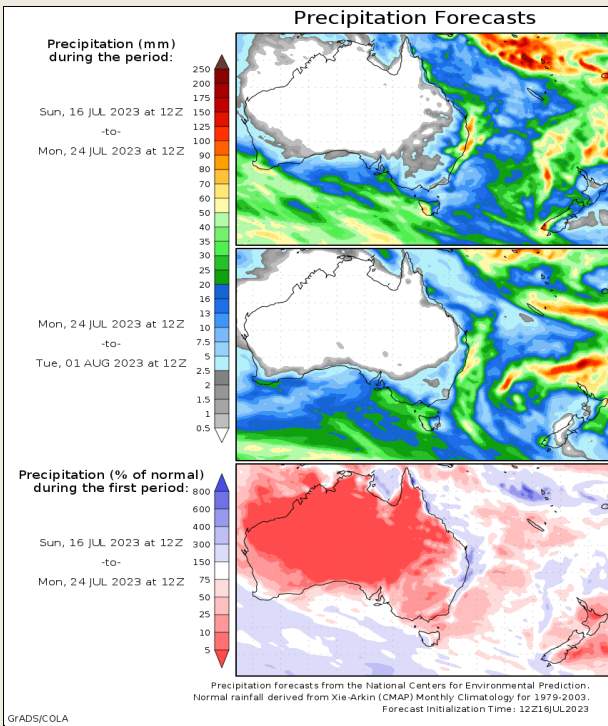 Precipitation Forecasts
Precipitation (mm)
during the period:
Sun, 16 JUL 2023 at 12Z
-to-
Mon, 24 JUL 2023 at 12Z
250
200
175
150
125
100
90
80
70
60
50
40
35
30
25
20
16
13
10
7.5
5
2.5
2
1.5
1
0.5
Mon, 24 JUL 2023 at 12Z
-to-
Tue, 01 AUG 2023 at 12Z
Precipitation (% of normal)
during the first period:
Sun, 16 JUL 2023 at 12Z
-to-
Mon, 24 JUL 2023 at 12Z
800
600
400
300
150
75
50
25
10
5
Precipitation forecasts from the National Centers for Environmental Prediction.
Normal rainfall derived from Xie-Arkin (CMAP) Monthly Climatology for 1979-2003.
Forecast Initialization Time: 12Z16JUL2023
GrADS/COLA